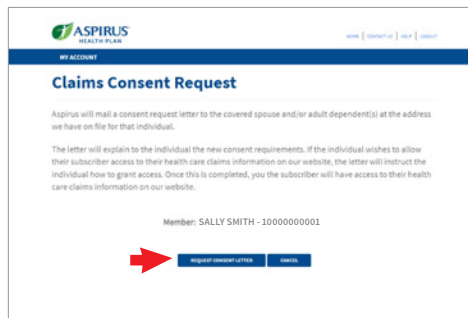 ASPIRUS
HEALTH PLAN
HOME | CONTACT US | HELP | LOGOUT
MY ACCOUNT
Claims Consent Request
Aspirus will mail a consent request letter to the covered spouse and/or adult dependent(s) at the address
we have on file for that individual.
The letter will explain to the individual the new consent requirements. If the individual wishes to allow
their subscriber access to their health care claims information on our website, the letter will instruct the
individual how to grant access. Once this is completed, you the subscriber will have access to their health
care claims information on our website.
Member: SALLY SMITH - 10000000001
REQUEST CONSENT LETTER CANCEL